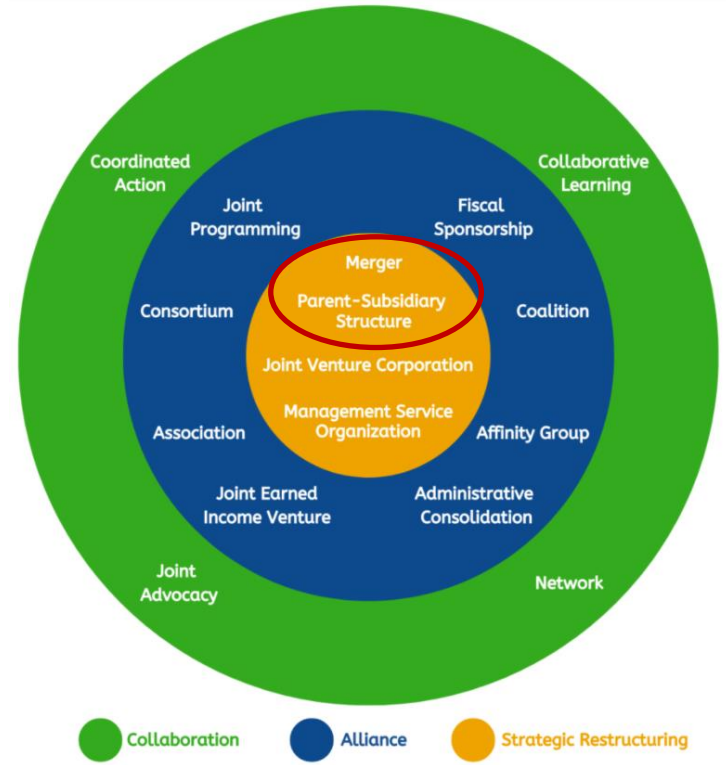 Coordinated
Action
Collaborative
Learning
Joint
Programming
Fiscal
Sponsorship
Merger
Parent-Subsidiary
Structure
Consortium
Coalition
Joint Venture Corporation
Management Service
Organization
Association
Affinity Group
Joint Earned
Income Venture
Administrative
Consolidation
Joint
Advocacy
Network
Collaboration
Alliance
Strategic Restructuring